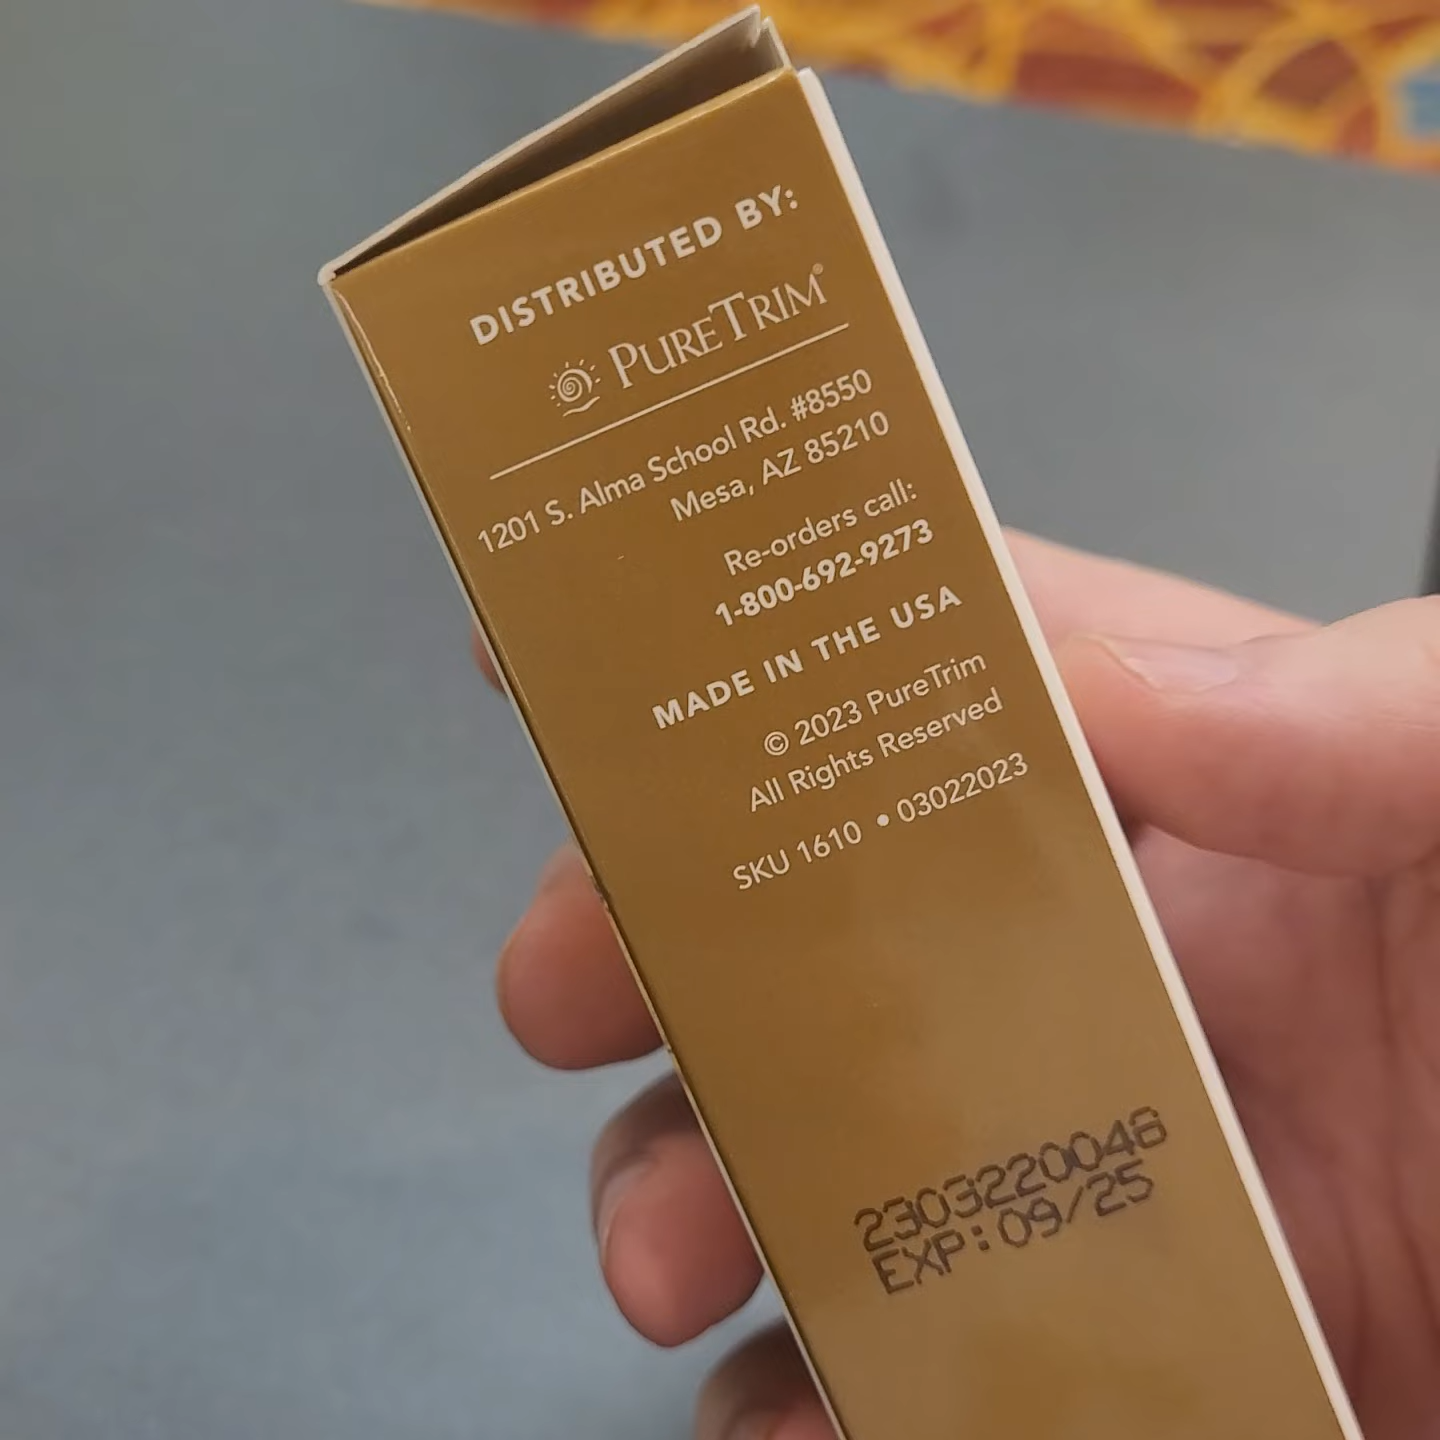 DISTRIBUTED BY:
PURETRIM®
1201 S. Alma School Rd. #8550
Mesa, AZ 85210
Re-orders call:
1-800-692-9273
MADE IN THE USA
© 2023 PureTrim
All Rights Reserved
SKU 1610 • 03022023
2303220046
EXP: 09/25